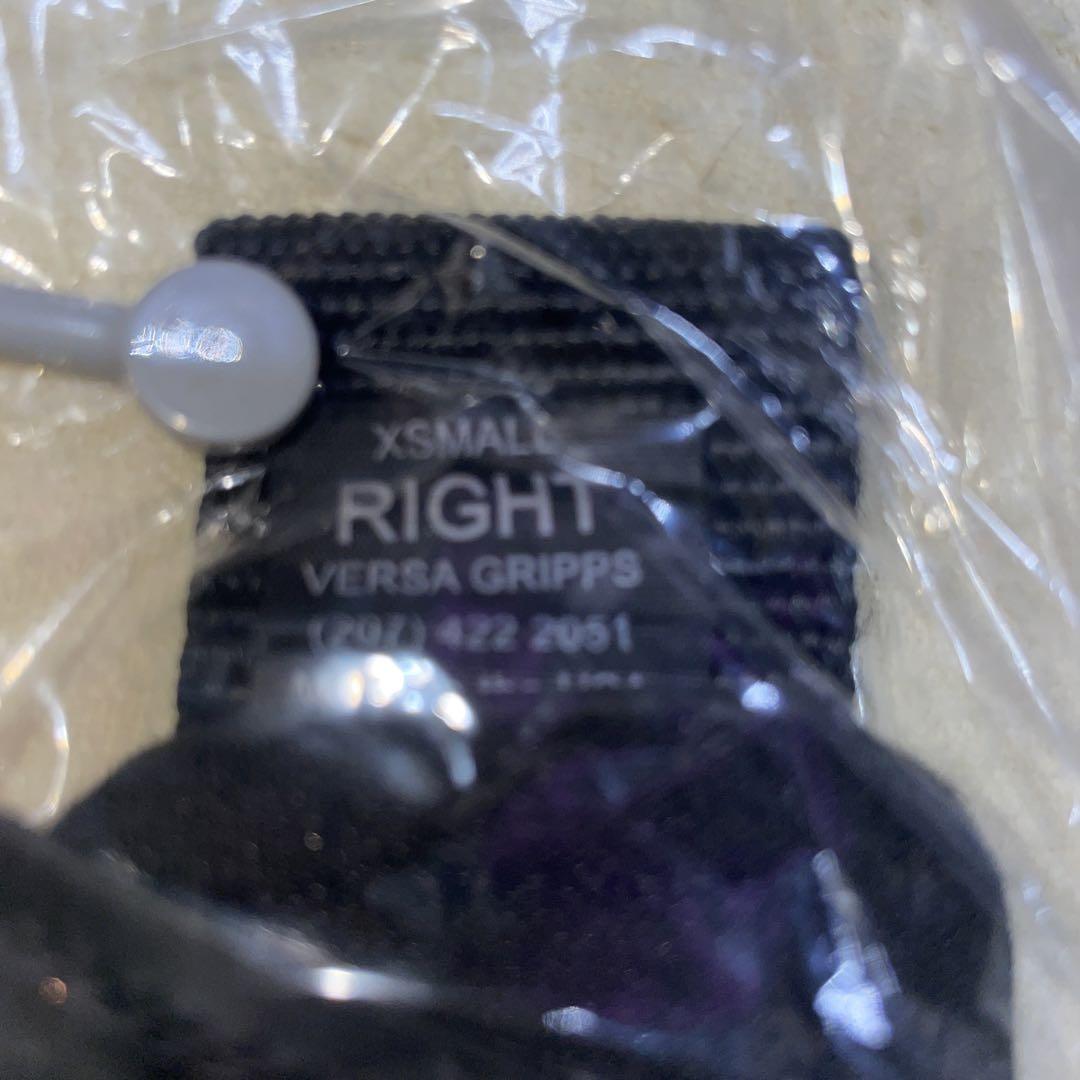 XSMALL
RIGHT
VERSA GRIPPS
(207) 422 2051